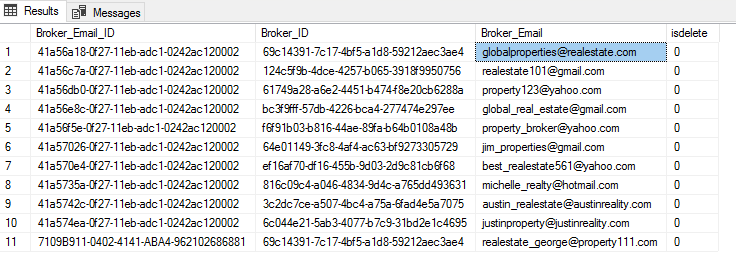 Results Messages
Broker_Email_ID Broker_ID Broker_Email isdelete
1 41a56a18-0f27-11eb-adc1-0242ac120002 69c14391-7c17-4bf5-a1d8-59212aec3ae4 globalproperties@realestate.com 0
2 41a56c7a-0f27-11eb-adc1-0242ac120002 124c5f9b-4dce-4257-b065-3918f9950756 realestate101@gmail.com 0
3 41a56db0-0f27-11eb-adc1-0242ac120002 61749a28-a6e2-4451-b474f8e20cb6288a property123@yahoo.com 0
4 41a56e8c-0f27-11eb-adc1-0242ac120002 bc3f9fff-57db-4226-bca4-277474e297ee global_real_estate@gmail.com 0
5 41a56f5e-0f27-11eb-adc1-0242ac120002 f6f91b03-b816-44ae-89fa-b64b0108a48b property_broker@yahoo.com 0
6 41a57026-0f27-11eb-adc1-0242ac120002 64e01149-3fc8-4af4-ac63-bf9273305729 jim_properties@gmail.com 0
7 41a570e4-0f27-11eb-adc1-0242ac120002 ef16af70-df16-455b-9d03-2d9c81cb6f68 best_realestate561@yahoo.com 0
8 41a5735a-0f27-11eb-adc1-0242ac120002 816c09c4-a046-4834-9d4c-a765dd493631 michelle_realty@hotmail.com 0
9 41a5742c-0f27-11eb-adc1-0242ac120002 3c2dc7ce-a507-4bc4-a75a-6fad4e5a7075 austin_realestate@austinreality.com 0
10 41a574ea-0f27-11eb-adc1-0242ac120002 6c044e21-5ab3-4077-b7c9-31bd2e1c4695 justinproperty@justinreality.com 0
11 7109B911-0402-4141-ABA4-962102686881 69c14391-7c17-4bf5-a1d8-59212aec3ae4 realestate_george@property111.com 0